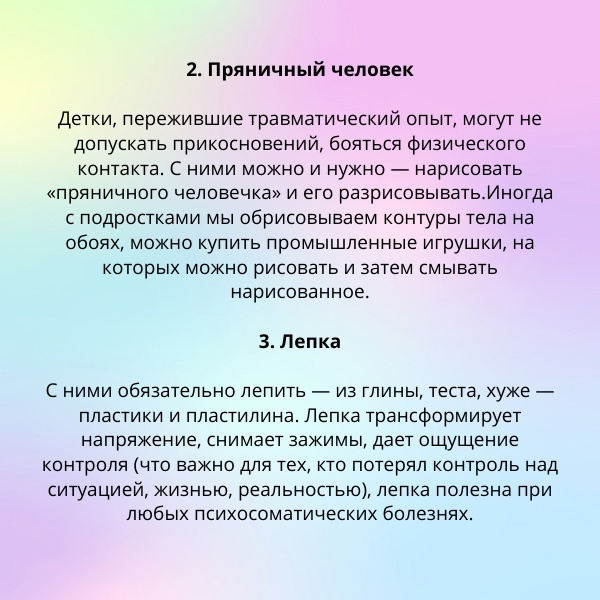 2. Пряничный человек
Детки, пережившие травматический опыт, могут не
допускать прикосновений, бояться физического
контакта. С ними можно и нужно — нарисовать
«пряничного человечка» и его разрисовывать.Иногда
с подростками мы обрисовываем контуры тела на
обоях, можно купить промышленные игрушки, на
которых можно рисовать и затем смывать
нарисованное.
3. Лепка
С ними обязательно лепить — из глины, теста, хуже —
пластики и пластилина. Лепка трансформирует
напряжение, снимает зажимы, дает ощущение
контроля (что важно для тех, кто потерял контроль над
ситуацией, жизнью, реальностью), лепка полезна при
любых психосоматических болезнях.